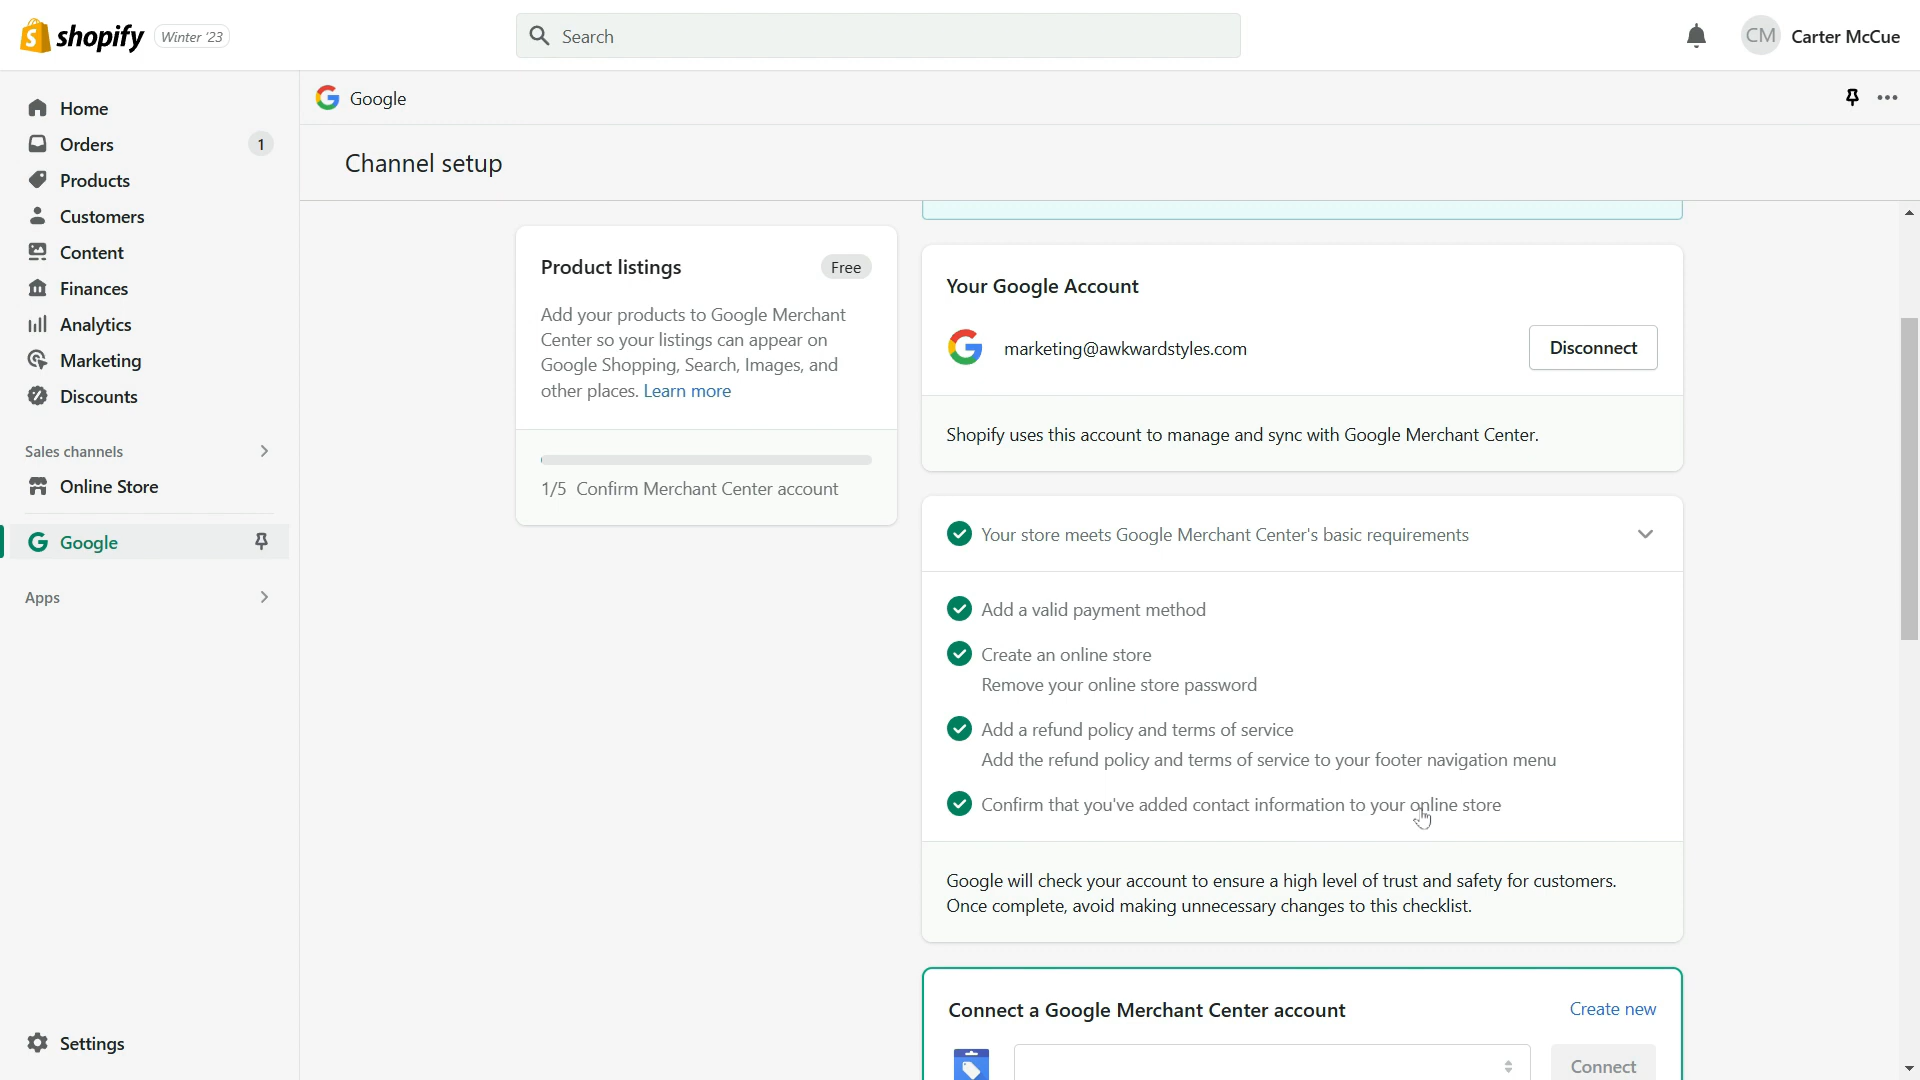 shopify Winter '23
Search
CM Carter McCue
Home
Orders 1
Products
Customers
Content
Finances
Analytics
Marketing
Discounts
Sales channels
Online Store
Google
Apps
Settings
Google
Channel setup
Product listings Free
Add your products to Google Merchant
Center so your listings can appear on
Google Shopping, Search, Images, and
other places. Learn more
1/5 Confirm Merchant Center account
Your Google Account
marketing@awkwardstyles.com Disconnect
Shopify uses this account to manage and sync with Google Merchant Center.
Your store meets Google Merchant Center's basic requirements
Add a valid payment method
Create an online store
Remove your online store password
Add a refund policy and terms of service
Add the refund policy and terms of service to your footer navigation menu
Confirm that you've added contact information to your online store
Google will check your account to ensure a high level of trust and safety for customers.
Once complete, avoid making unnecessary changes to this checklist.
Connect a Google Merchant Center account Create new
Connect